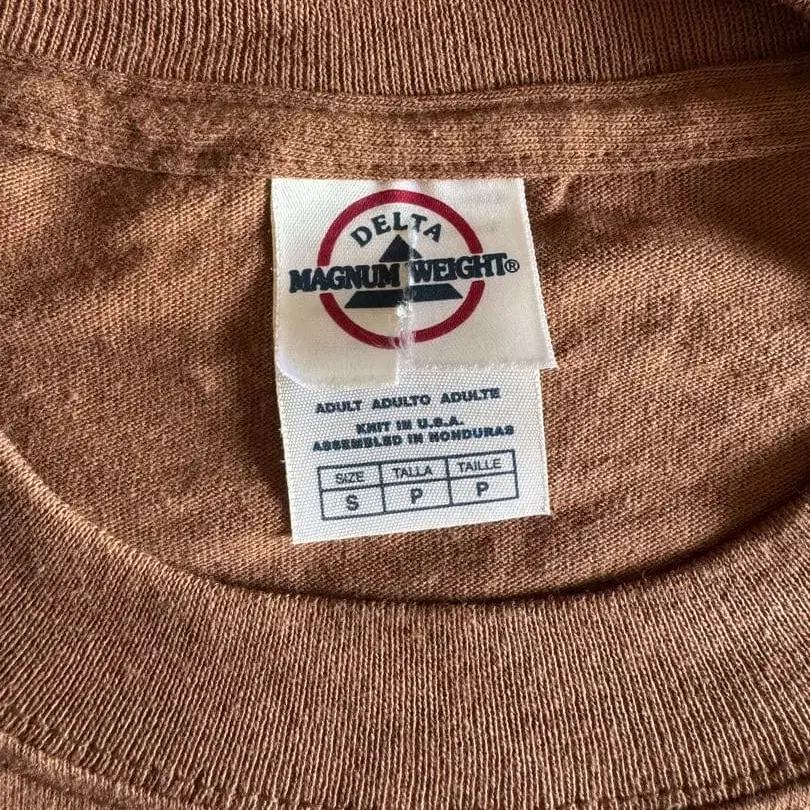 DELTA
MAGNUM WEIGHT®
ADULT ADULTO ADULTE
KNIT IN U.S.A.
ASSEMBLED IN HONDURAS
SIZE TALLA TAILLE
S P P